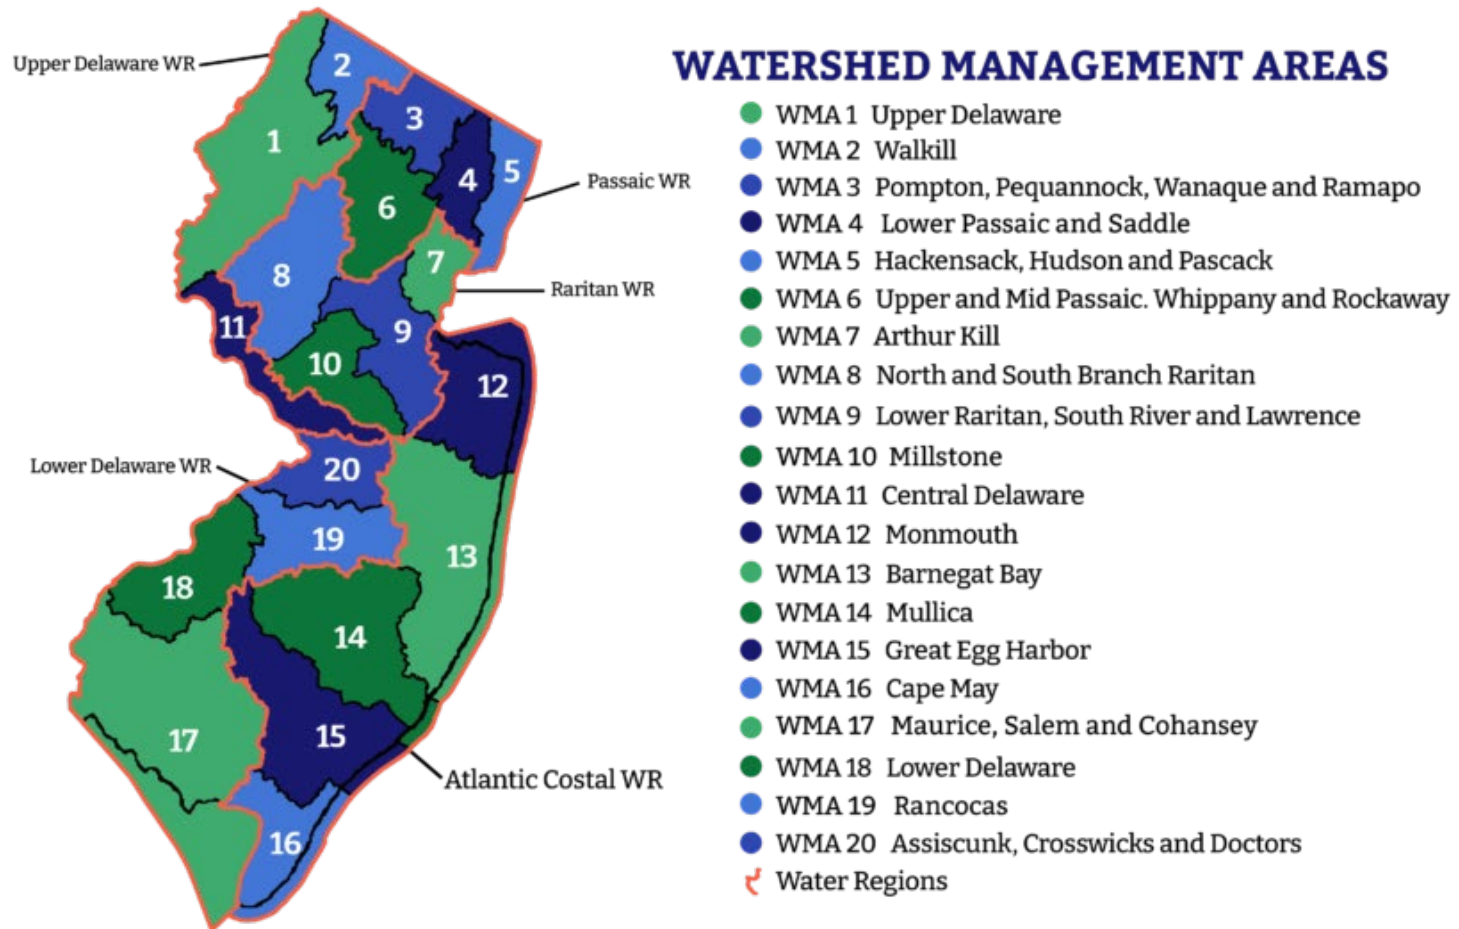 WATERSHED MANAGEMENT AREAS
WMA 1 Upper Delaware
WMA 2 Walkill
WMA 3 Pompton, Pequannock, Wanaque and Ramapo
WMA 4 Lower Passaic and Saddle
WMA 5 Hackensack, Hudson and Pascack
WMA 6 Upper and Mid Passaic. Whippany and Rockaway
WMA 7 Arthur Kill
WMA 8 North and South Branch Raritan
WMA 9 Lower Raritan, South River and Lawrence
WMA 10 Millstone
WMA 11 Central Delaware
WMA 12 Monmouth
WMA 13 Barnegat Bay
WMA 14 Mullica
WMA 15 Great Egg Harbor
WMA 16 Cape May
WMA 17 Maurice, Salem and Cohansey
WMA 18 Lower Delaware
WMA 19 Rancocas
WMA 20 Assiscunk, Crosswicks and Doctors
Water Regions
Upper Delaware WR
Passaic WR
Raritan WR
Lower Delaware WR
Atlantic Costal WR
1
2
3
4
5
6
7
8
9
10
11
12
13
14
15
16
17
18
19
20